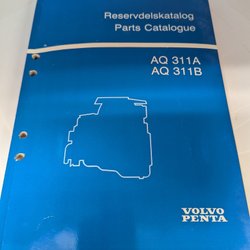 Reservdelskatalog
Parts Catalogue
AQ 311A
AQ 311B
VOLVO
PENTA